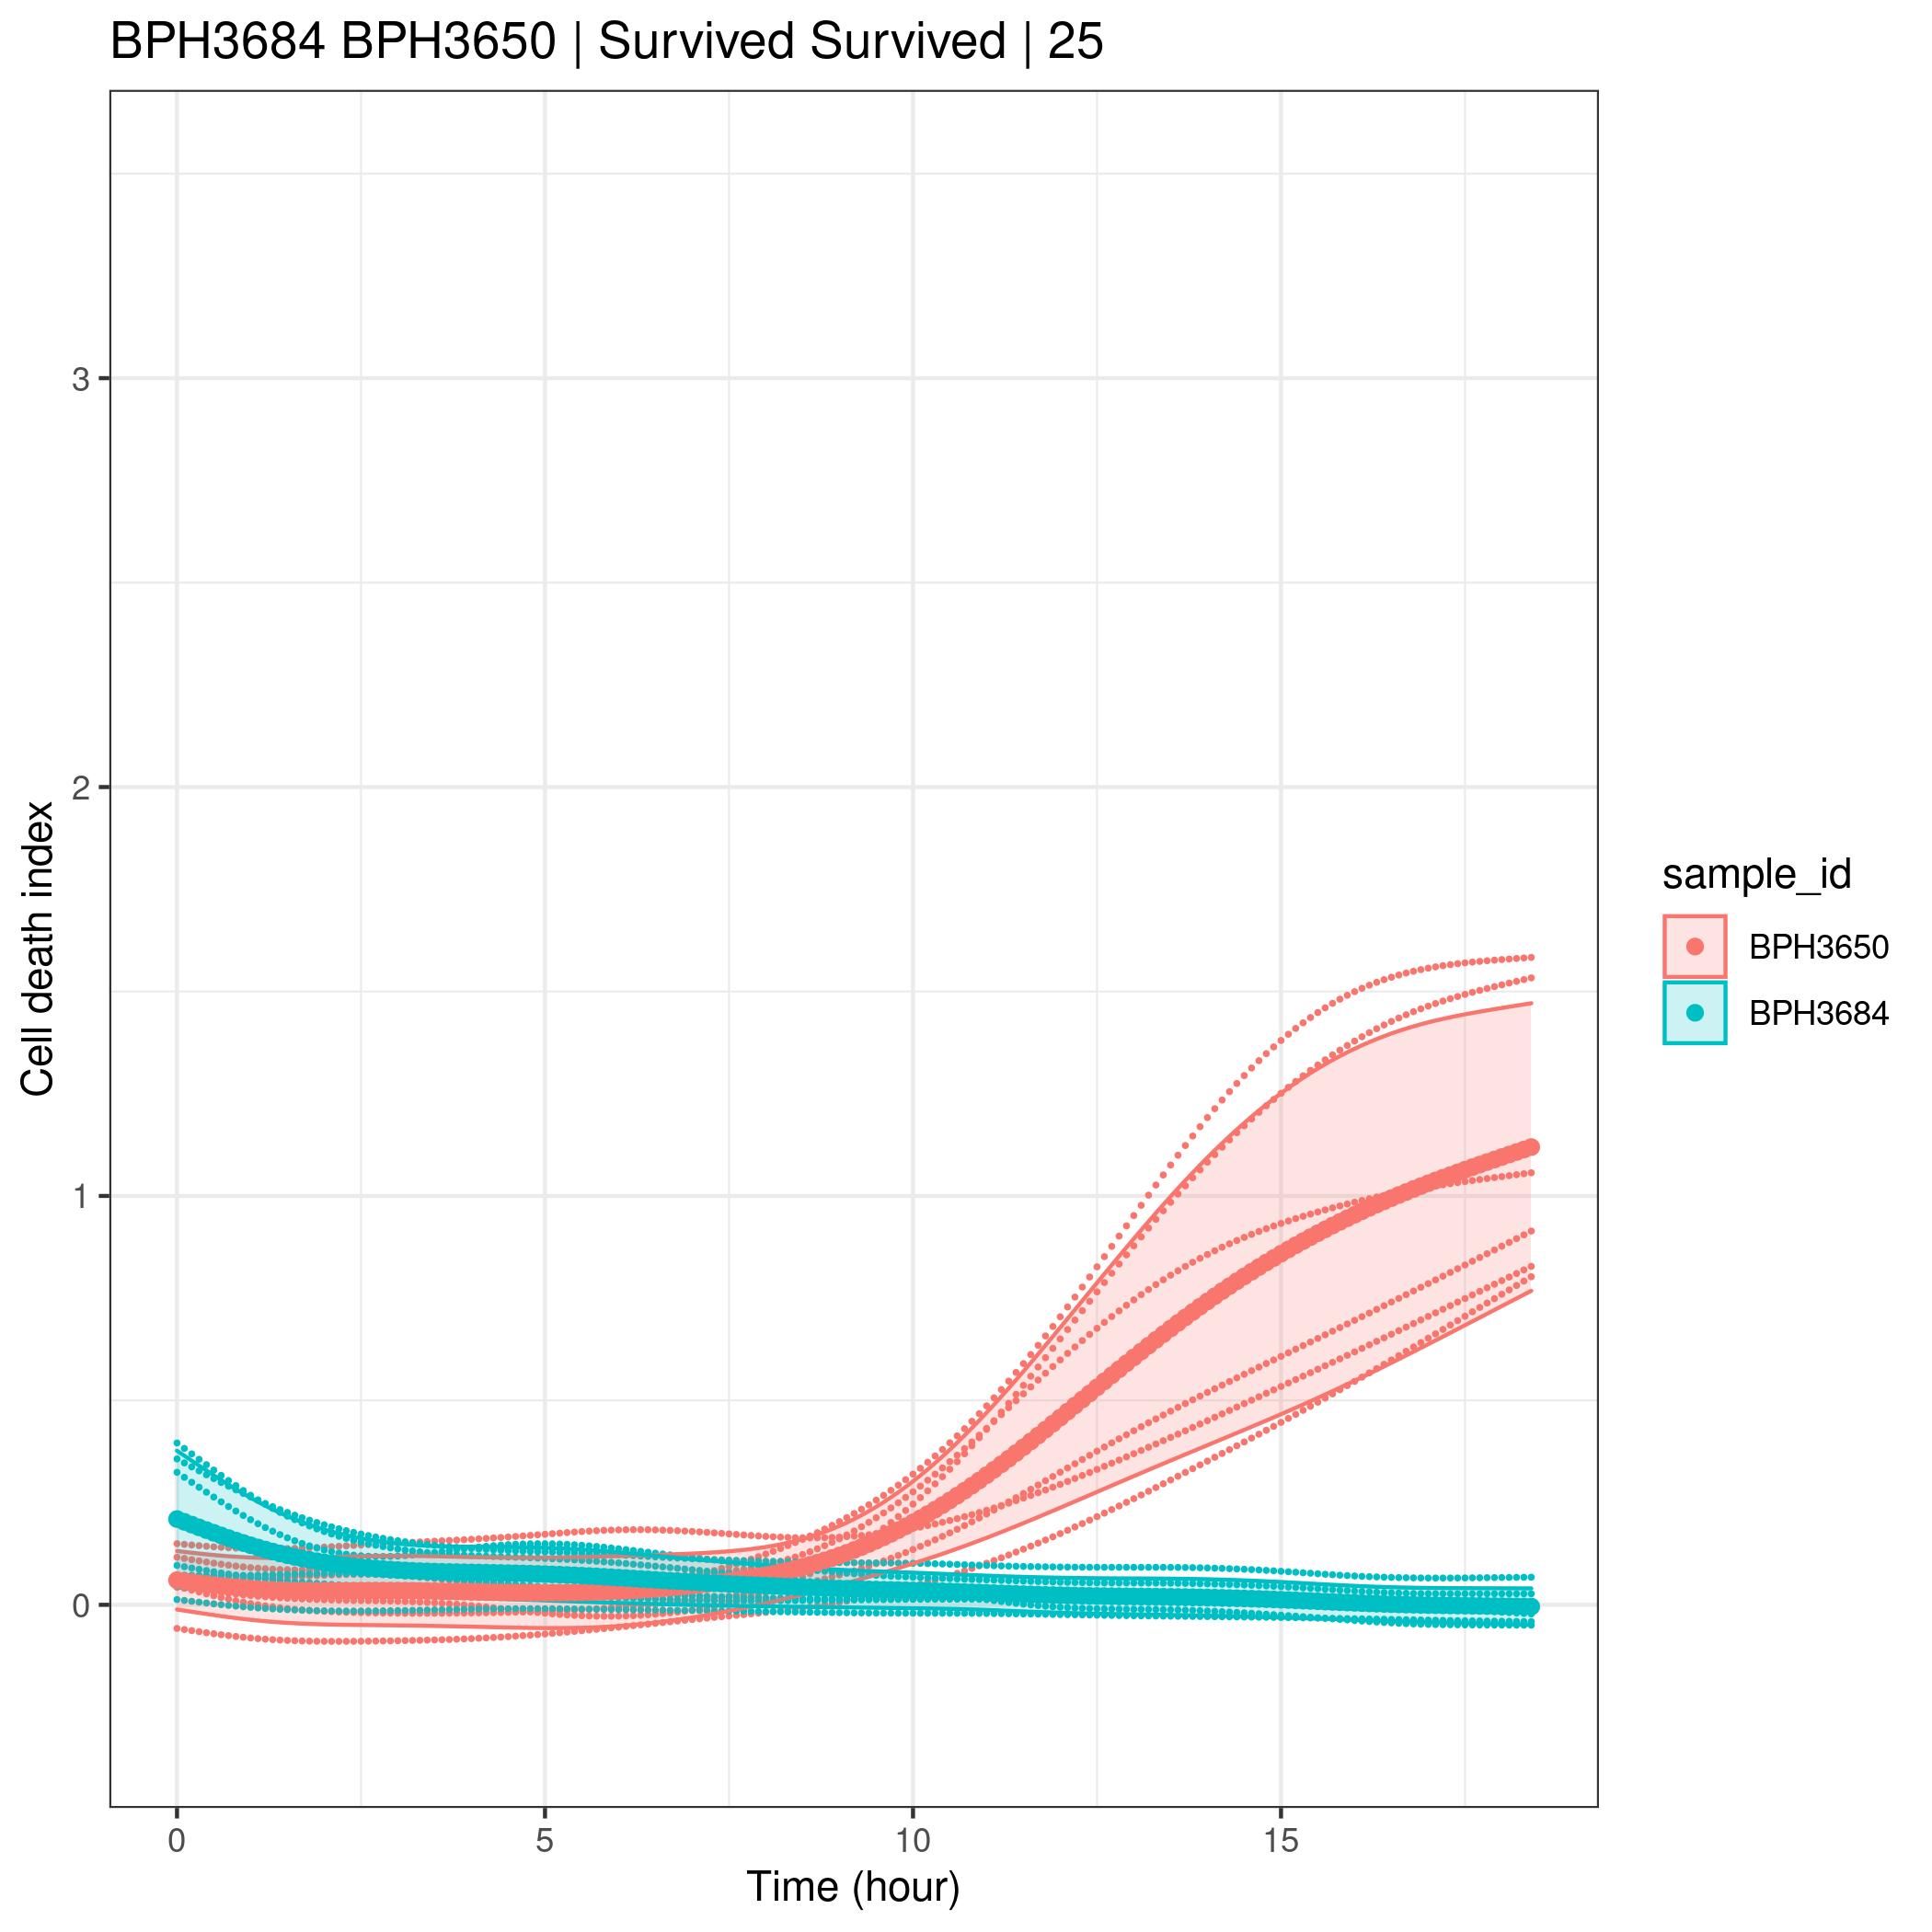 BPH3684 BPH3650 | Survived Survived | 25
Cell death index
3
2
1
0
0 5 10 15
Time (hour)
sample_id
BPH3650
BPH3684